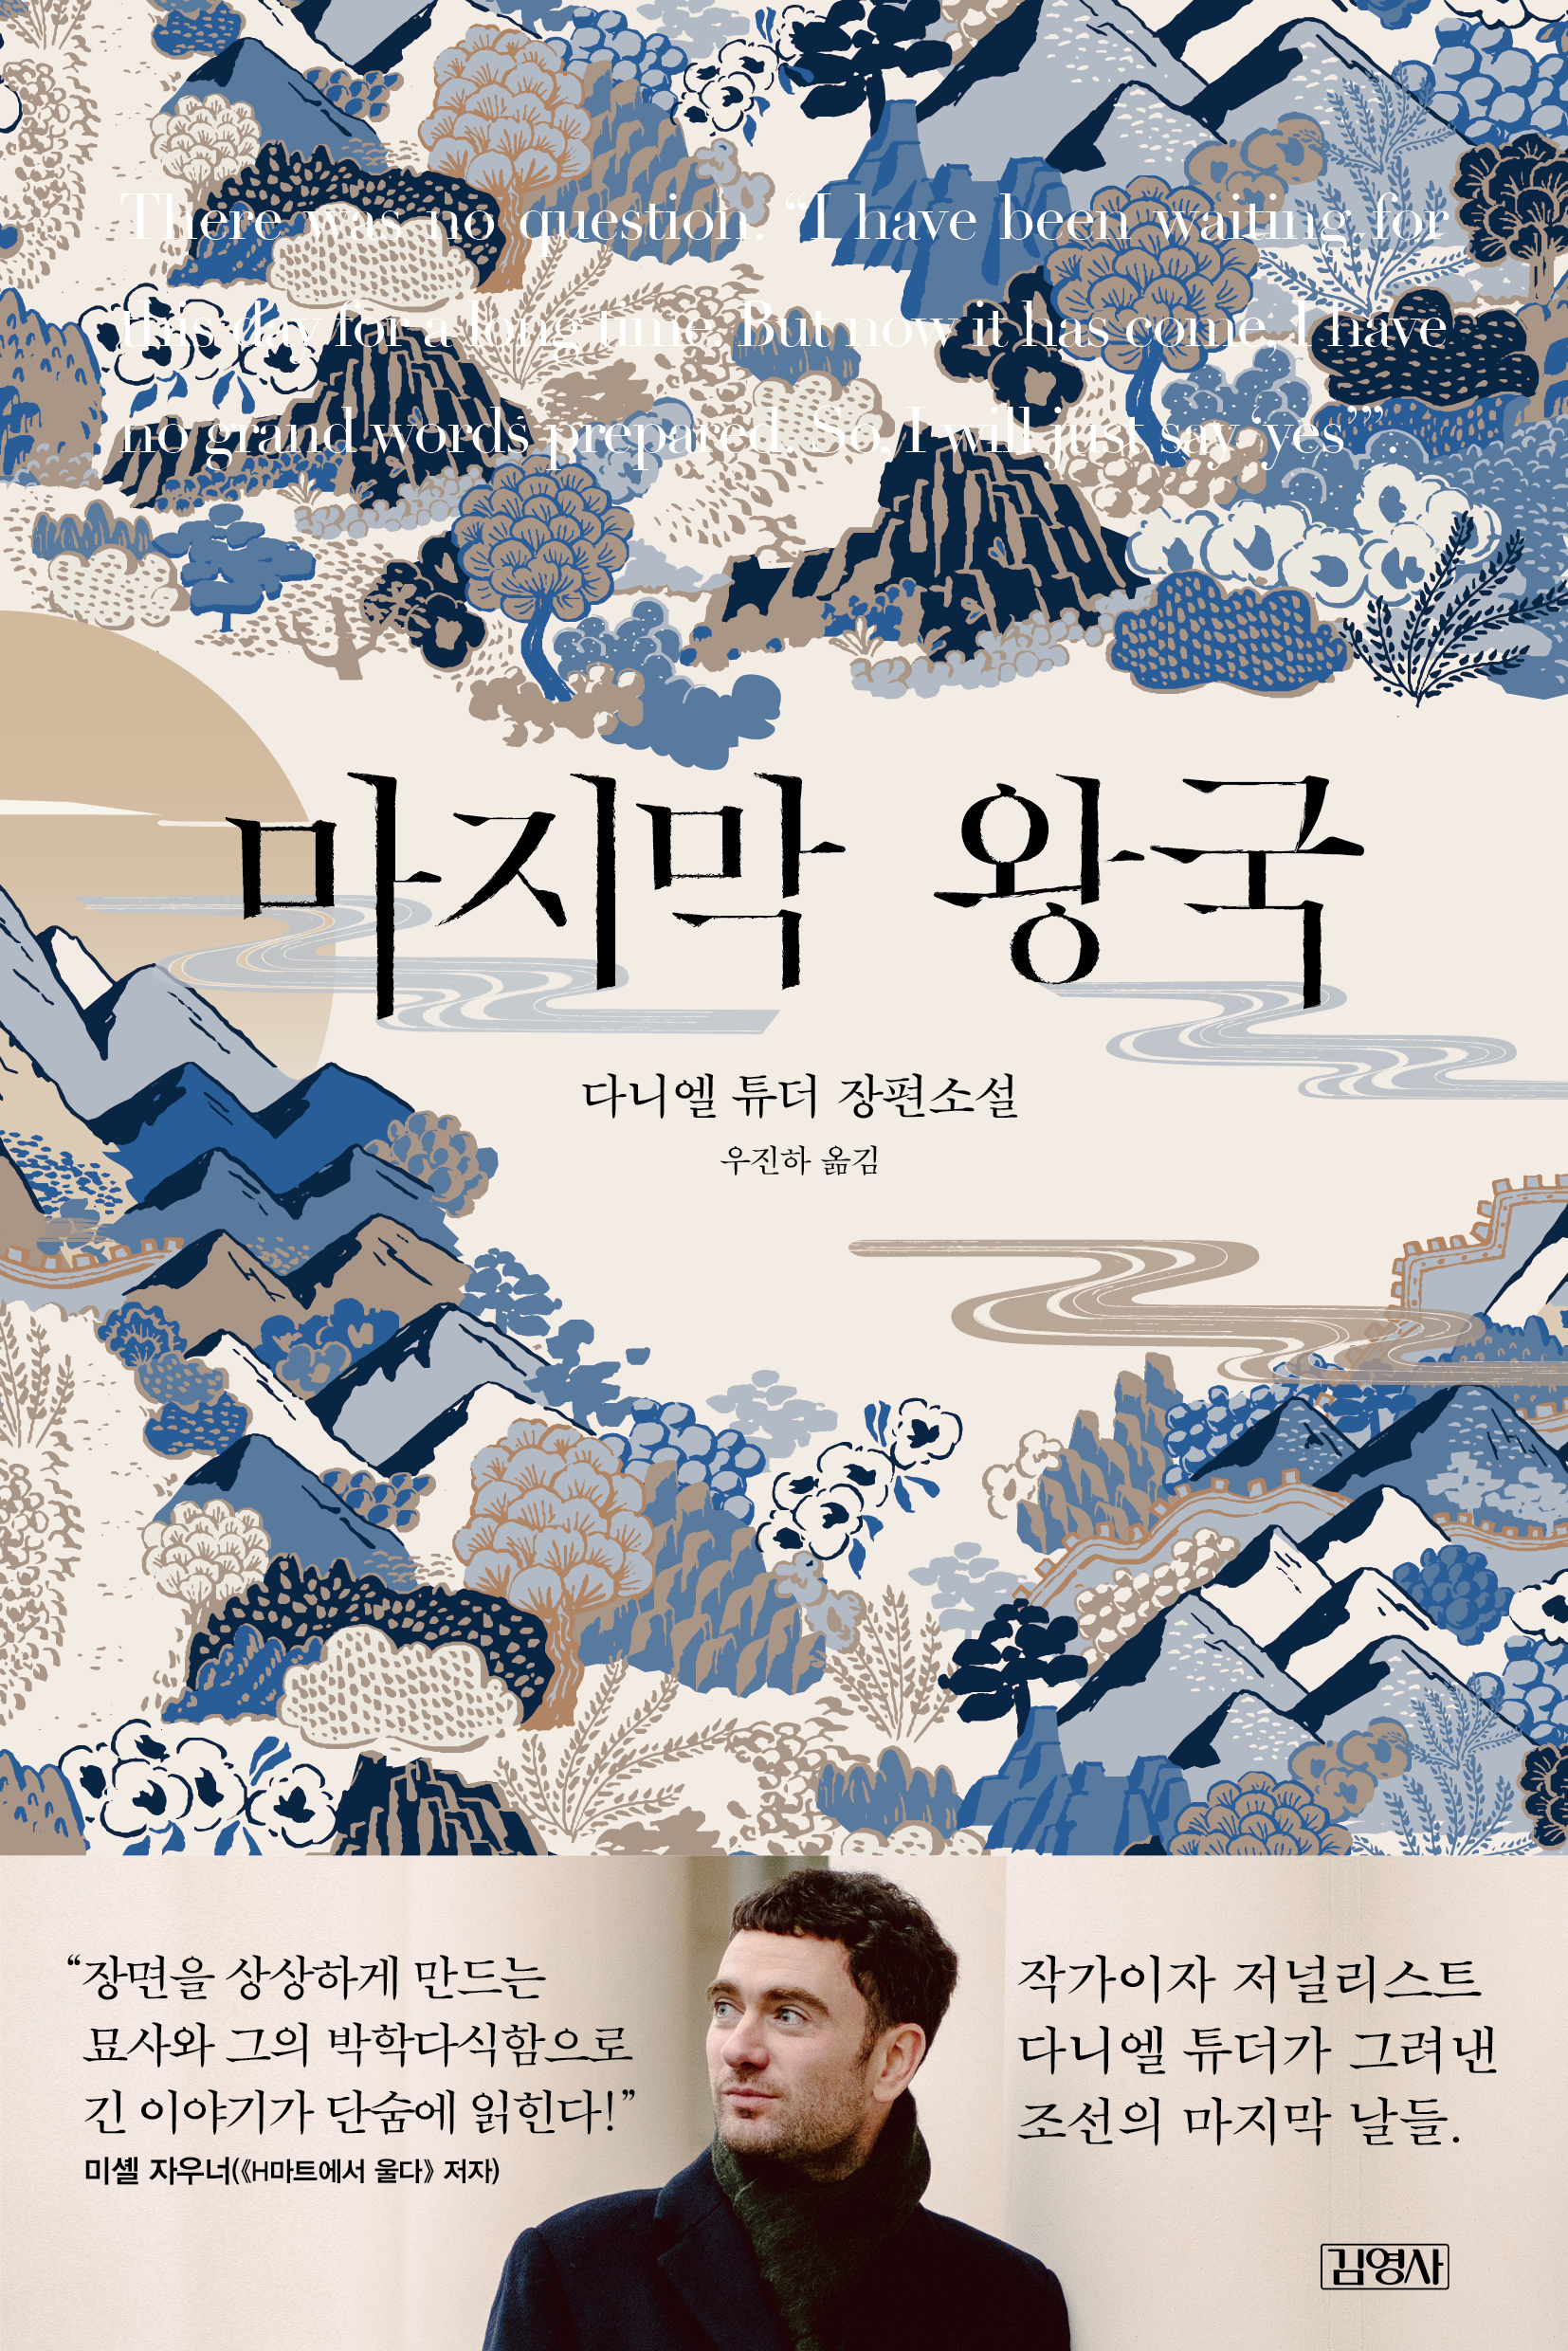 There was no question. “I have been waiting for
this day for a long time. But now it has come, I have
no grand words prepared. So, I will just say ‘yes’”.
마지막 왕국
다니엘 튜더 장편소설
우진하 옮김
“장면을 상상하게 만드는
묘사와 그의 박학다식함으로
긴 이야기가 단숨에 읽힌다!”
미셸 자우너(《H마트에서 울다》 저자)
작가이자 저널리스트
다니엘 튜더가 그려낸
조선의 마지막 날들.
김영사